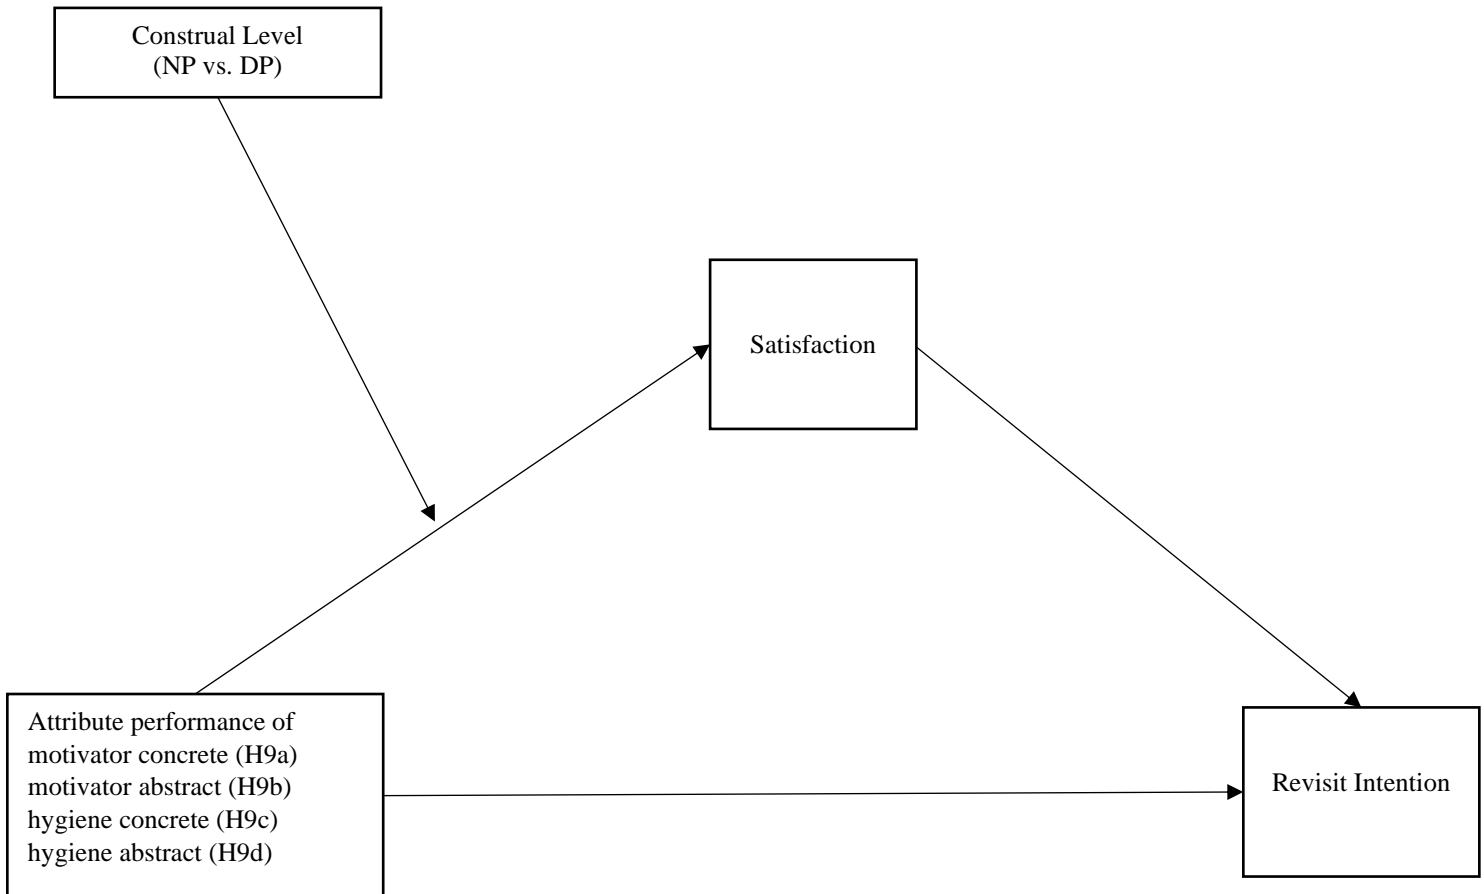 Construal Level
(NP vs. DP)
Satisfaction
Attribute performance of
motivator concrete (H9a)
motivator abstract (H9b)
hygiene concrete (H9c)
hygiene abstract (H9d)
Revisit Intention